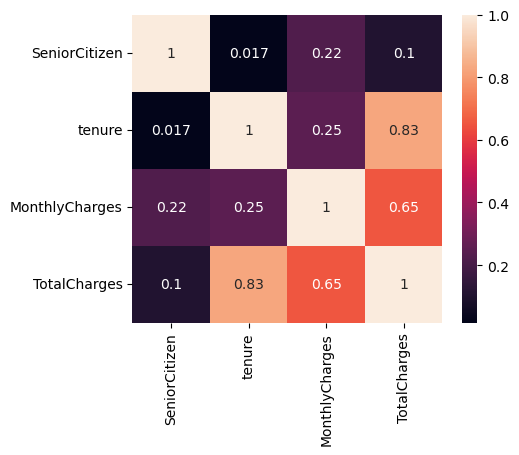 SeniorCitizen 1 0.017 0.22 0.1
tenure 0.017 1 0.25 0.83
MonthlyCharges 0.22 0.25 1 0.65
TotalCharges 0.1 0.83 0.65 1
SeniorCitizen
tenure
MonthlyCharges
TotalCharges
1.0
0.8
0.6
0.4
0.2